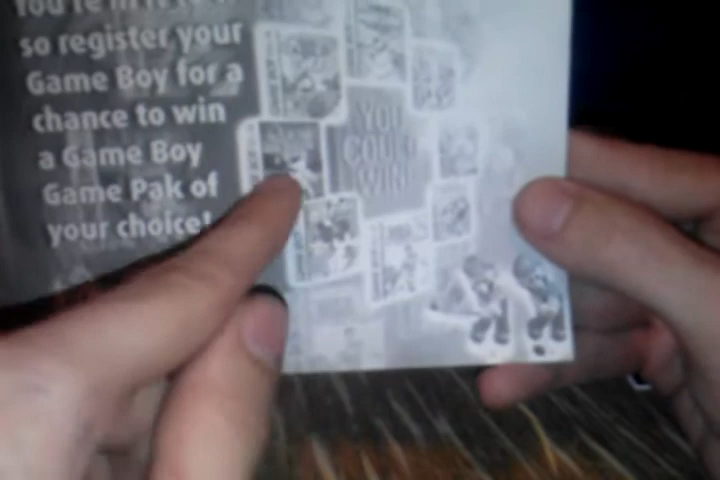 so register your
Game Boy for a
chance to win
a Game Boy
Game Pak of
your choice!
YOU
COULD
WIN!